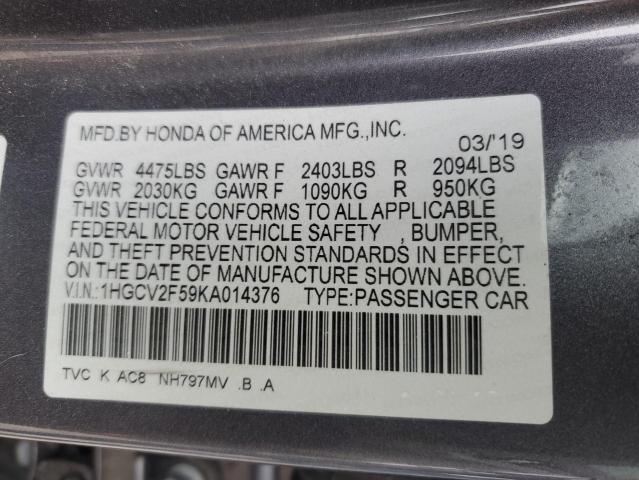 MFD.BY HONDA OF AMERICA MFG.,INC. 03/'19
GVWR 4475LBS GAWR F 2403LBS R 2094LBS
GVWR 2030KG GAWR F 1090KG R 950KG
THIS VEHICLE CONFORMS TO ALL APPLICABLE
FEDERAL MOTOR VEHICLE SAFETY , BUMPER,
AND THEFT PREVENTION STANDARDS IN EFFECT
ON THE DATE OF MANUFACTURE SHOWN ABOVE.
V.I.N.:1HGCV2F59KA014376 TYPE:PASSENGER CAR
TVC K AC8 NH797MV .B .A